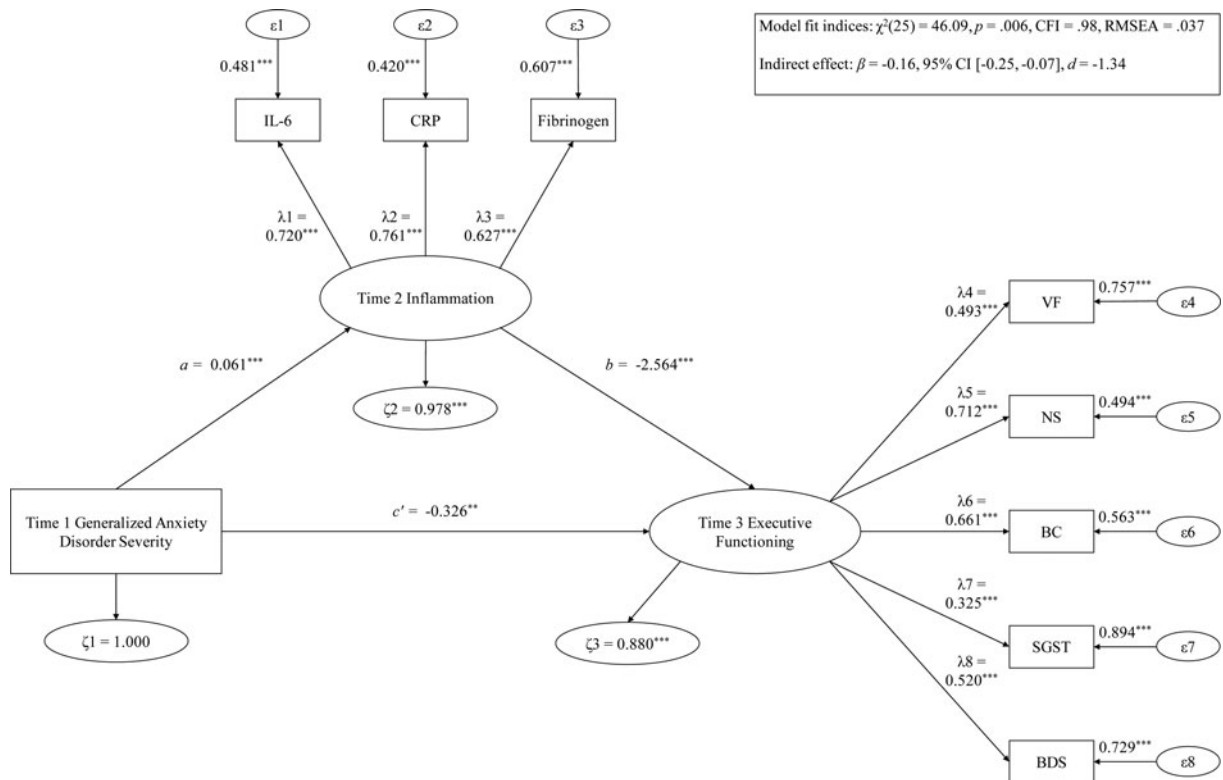 ε1
ε2
ε3
Model fit indices: χ²(25) = 46.09, p = .006, CFI = .98, RMSEA = .037
Indirect effect: β = -0.16, 95% CI [-0.25, -0.07], d = -1.34
0.481***
0.420***
0.607***
IL-6
CRP
Fibrinogen
λ1 =
0.720***
λ2 =
0.761***
λ3 =
0.627***
Time 2 Inflammation
λ4 =
0.493***
VF
0.757***
ε4
a = 0.061***
b = -2.564***
ζ2 = 0.978***
λ5 =
0.712***
NS
0.494***
ε5
Time 1 Generalized Anxiety
Disorder Severity
c' = -0.326**
Time 3 Executive
Functioning
λ6 =
0.661***
BC
0.563***
ε6
ζ1 = 1.000
ζ3 = 0.880***
λ7 =
0.325***
SGST
0.894***
ε7
λ8 =
0.520***
BDS
0.729***
ε8